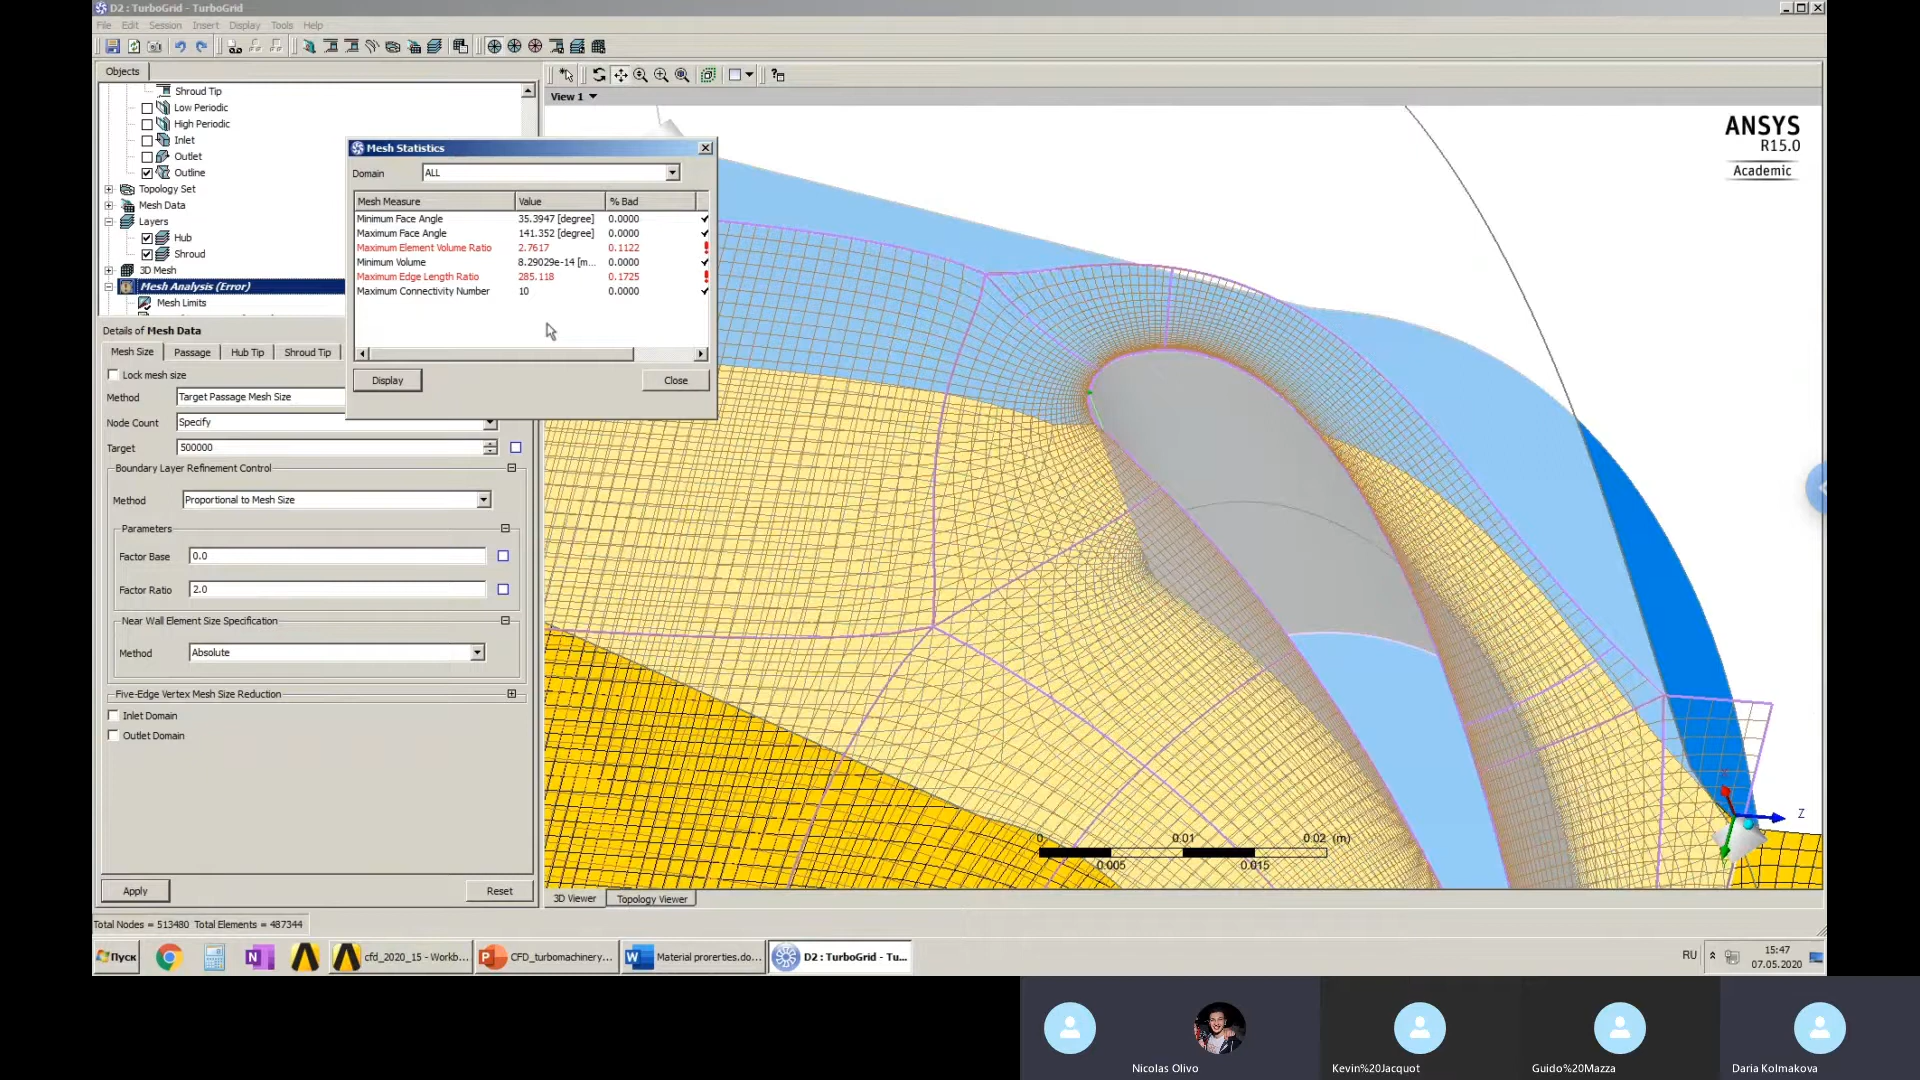 D2 : TurboGrid - TurboGrid
File Edit Session Insert Display Tools Help
Objects
Shroud Tip
Low Periodic
High Periodic
Inlet
Outlet
Outline
Topology Set
Mesh Data
Layers
Hub
Shroud
3D Mesh
Mesh Analysis (Error)
Mesh Limits
View 1
ANSYS
R15.0
Academic
Mesh Statistics
Domain ALL
Mesh Measure Value % Bad
Minimum Face Angle 35.3947 [degree] 0.0000
Maximum Face Angle 141.352 [degree] 0.0000
Maximum Element Volume Ratio 2.7617 0.1122
Minimum Volume 8.29029e-14 [m... 0.0000
Maximum Edge Length Ratio 285.118 0.1725
Maximum Connectivity Number 10 0.0000
Display Close
Details of Mesh Data
Mesh Size Passage Hub Tip Shroud Tip
Lock mesh size
Method Target Passage Mesh Size
Node Count Specify
Target 500000
Boundary Layer Refinement Control
Method Proportional to Mesh Size
Parameters
Factor Base 0.0
Factor Ratio 2.0
Near Wall Element Size Specification
Method Absolute
Five-Edge Vertex Mesh Size Reduction
Inlet Domain
Outlet Domain
Apply Reset
Z
0 0.01 0.02 (m)
0.005 0.015
3D Viewer Topology Viewer
Total Nodes = 513480 Total Elements = 487344
Пуск cfd_2020_15 - Workb... CFD_turbomachinery... Material prorerties.do... D2 : TurboGrid - Tu... RU 15:47
07.05.2020
Nicolas Olivo Kevin%20Jacquot Guido%20Mazza Daria Kolmakova